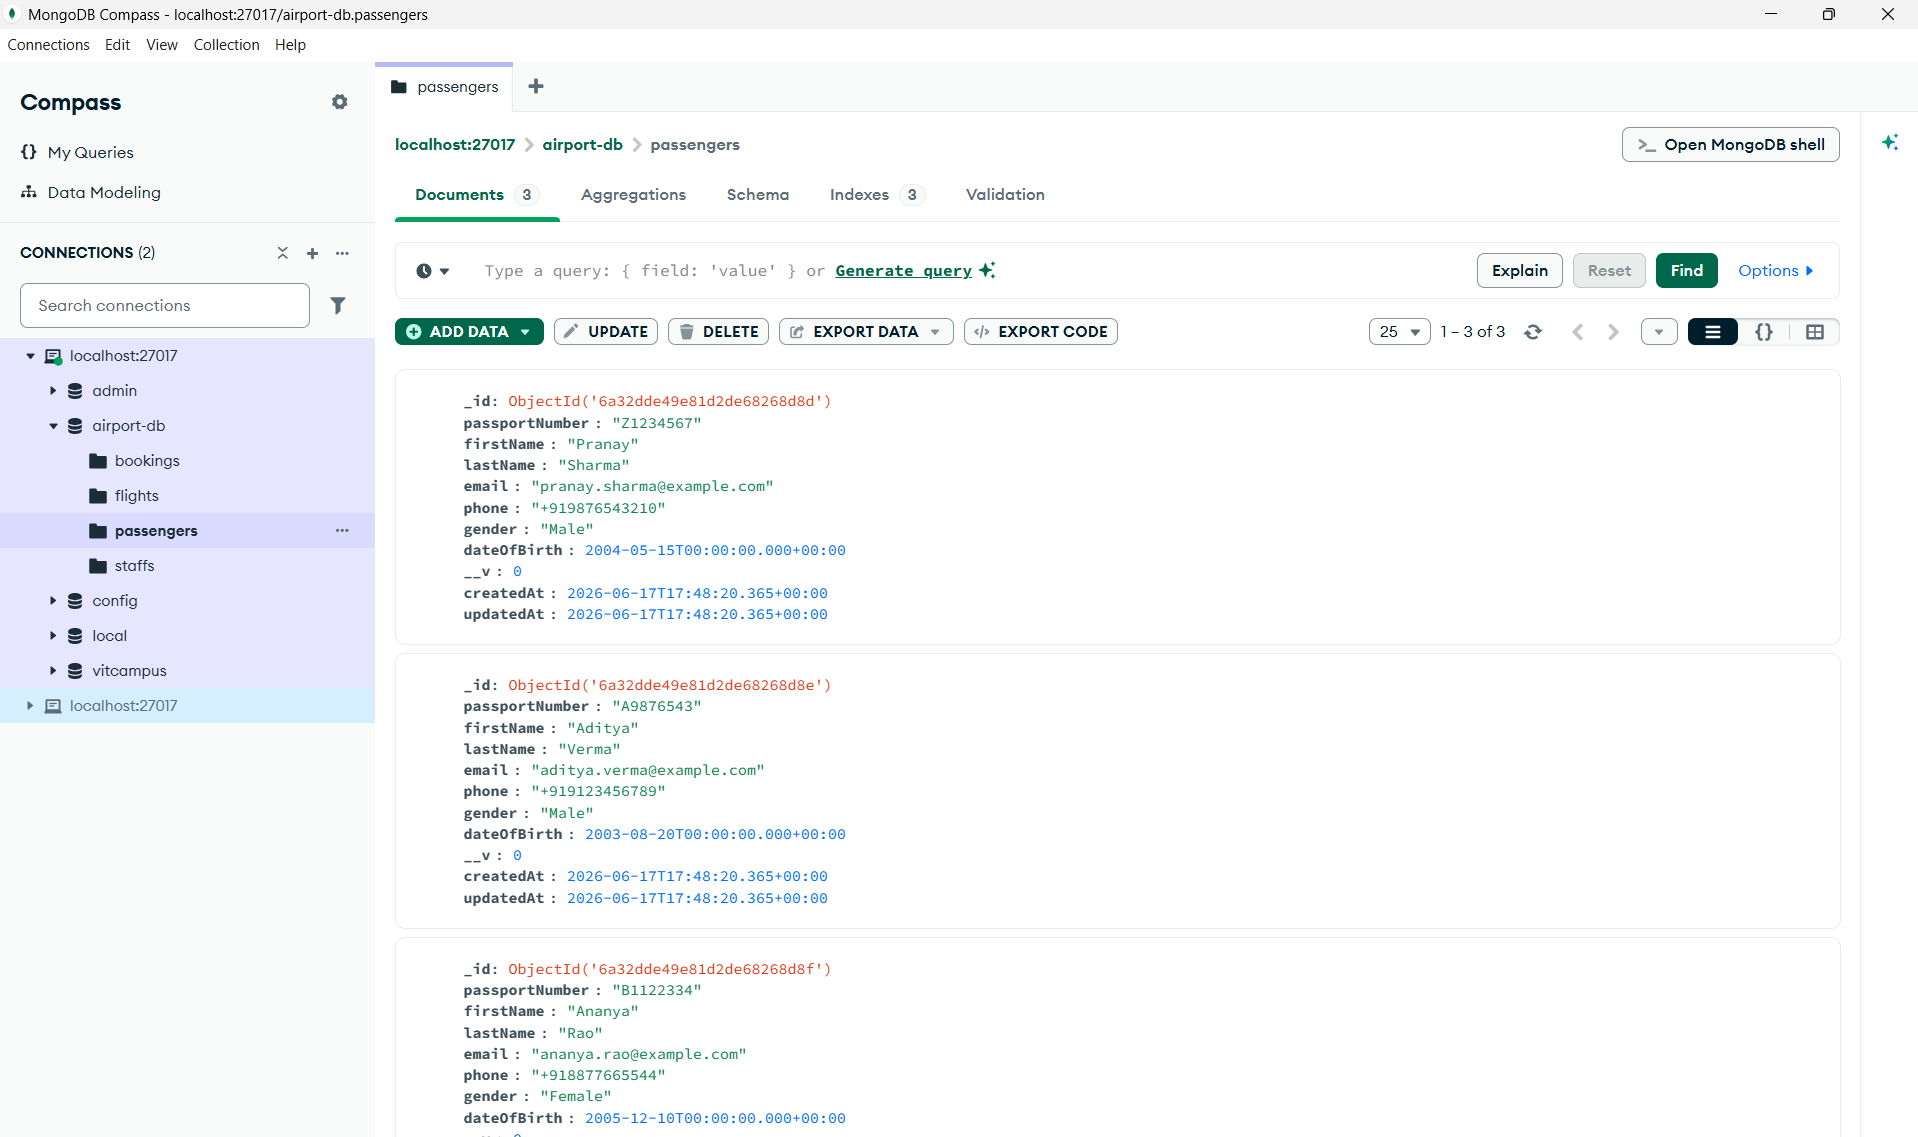 MongoDB Compass - localhost:27017/airport-db.passengers
Connections Edit View Collection Help
Compass
My Queries
Data Modeling
CONNECTIONS (2)
Search connections
localhost:27017
admin
airport-db
bookings
flights
passengers
staffs
config
local
vitcampus
localhost:27017
passengers
localhost:27017 > airport-db > passengers
>_ Open MongoDB shell
Documents 3 Aggregations Schema Indexes 3 Validation
Type a query: { field: 'value' } or Generate query
Explain Reset Find Options
ADD DATA UPDATE DELETE EXPORT DATA </> EXPORT CODE
25 1 – 3 of 3 {}
_id: ObjectId('6a32dde49e81d2de68268d8d')
passportNumber : "Z1234567"
firstName : "Pranay"
lastName : "Sharma"
email : "pranay.sharma@example.com"
phone : "+919876543210"
gender : "Male"
dateOfBirth : 2004-05-15T00:00:00.000+00:00
__v : 0
createdAt : 2026-06-17T17:48:20.365+00:00
updatedAt : 2026-06-17T17:48:20.365+00:00
_id: ObjectId('6a32dde49e81d2de68268d8e')
passportNumber : "A9876543"
firstName : "Aditya"
lastName : "Verma"
email : "aditya.verma@example.com"
phone : "+919123456789"
gender : "Male"
dateOfBirth : 2003-08-20T00:00:00.000+00:00
__v : 0
createdAt : 2026-06-17T17:48:20.365+00:00
updatedAt : 2026-06-17T17:48:20.365+00:00
_id: ObjectId('6a32dde49e81d2de68268d8f')
passportNumber : "B1122334"
firstName : "Ananya"
lastName : "Rao"
email : "ananya.rao@example.com"
phone : "+918877665544"
gender : "Female"
dateOfBirth : 2005-12-10T00:00:00.000+00:00